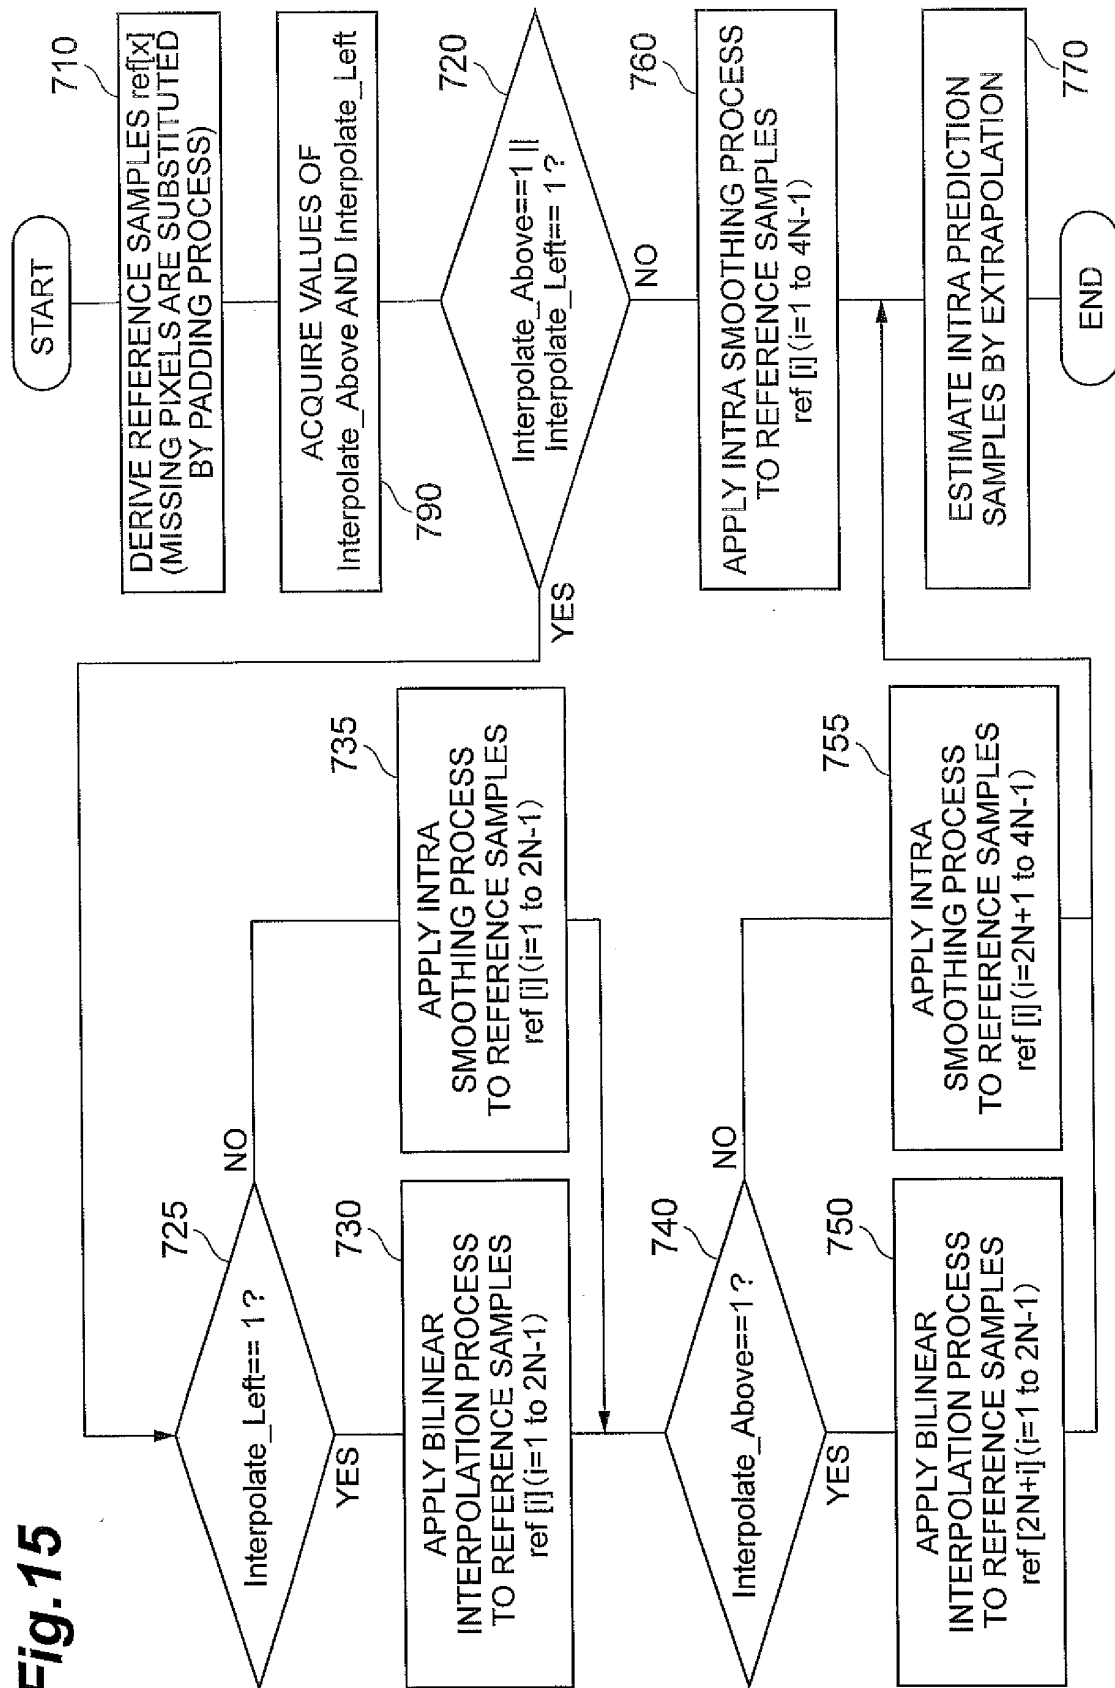 Fig.15
START
710
DERIVE REFERENCE SAMPLES ref[x]
(MISSING PIXELS ARE SUBSTITUTED
BY PADDING PROCESS)
ACQUIRE VALUES OF
Interpolate_Above AND Interpolate_Left
790
720
Interpolate_Above==1 ||
Interpolate_Left== 1 ?
YES
NO
760
APPLY INTRA SMOOTHING PROCESS
TO REFERENCE SAMPLES
ref [i](i=1 to 4N-1)
ESTIMATE INTRA PREDICTION
SAMPLES BY EXTRAPOLATION
770
END
725
Interpolate_Left== 1 ?
NO
YES
730
APPLY BILINEAR
INTERPOLATION PROCESS
TO REFERENCE SAMPLES
ref [i](i=1 to 2N-1)
735
APPLY INTRA
SMOOTHING PROCESS
TO REFERENCE SAMPLES
ref [i](i=1 to 2N-1)
740
Interpolate_Above==1 ?
NO
YES
750
APPLY BILINEAR
INTERPOLATION PROCESS
TO REFERENCE SAMPLES
ref [2N+i](i=1 to 2N-1)
755
APPLY INTRA
SMOOTHING PROCESS
TO REFERENCE SAMPLES
ref [i](i=2N+1 to 4N-1)